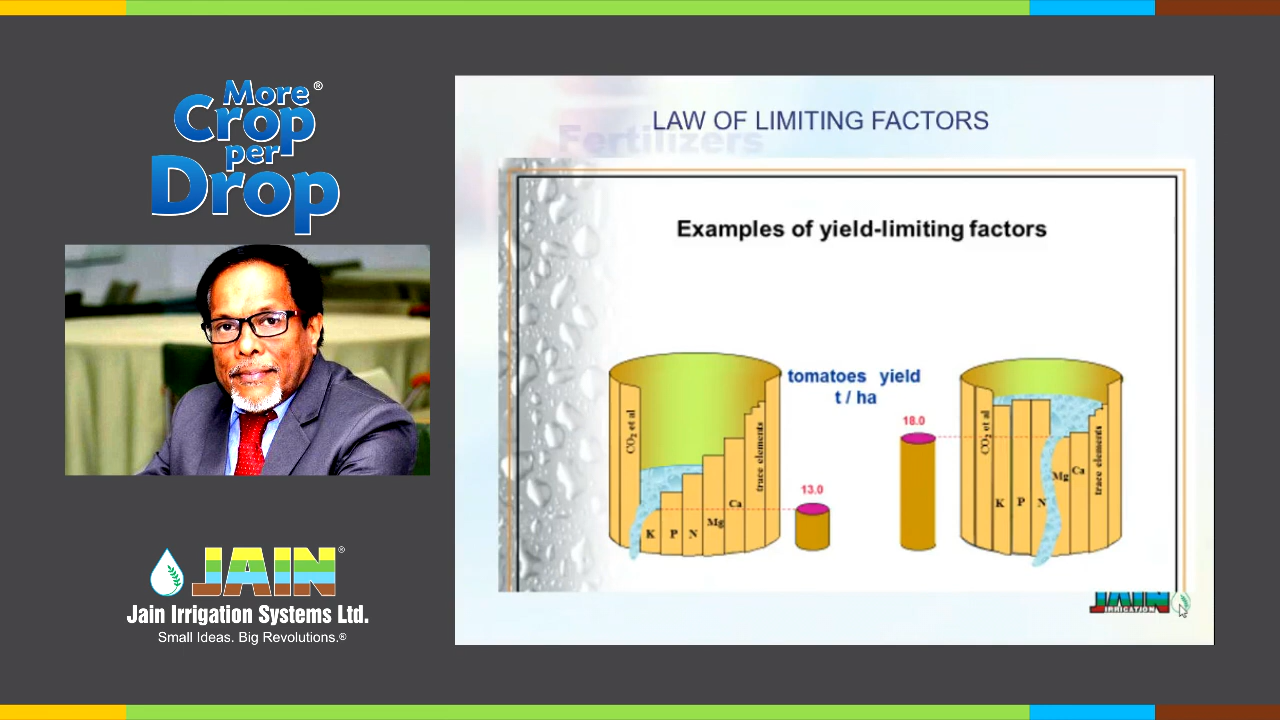 More®
Crop
per
Drop
JAIN®
Jain Irrigation Systems Ltd.
Small Ideas. Big Revolutions.®
Fertilizers
LAW OF LIMITING FACTORS
Examples of yield-limiting factors
tomatoes yield
t / ha
18.0
13.0
CO2 et al
K
P
N
Mg
Ca
trace elements
CO2 et al
K
P
N
Mg
Ca
trace elements
JAIN
IRRIGATION